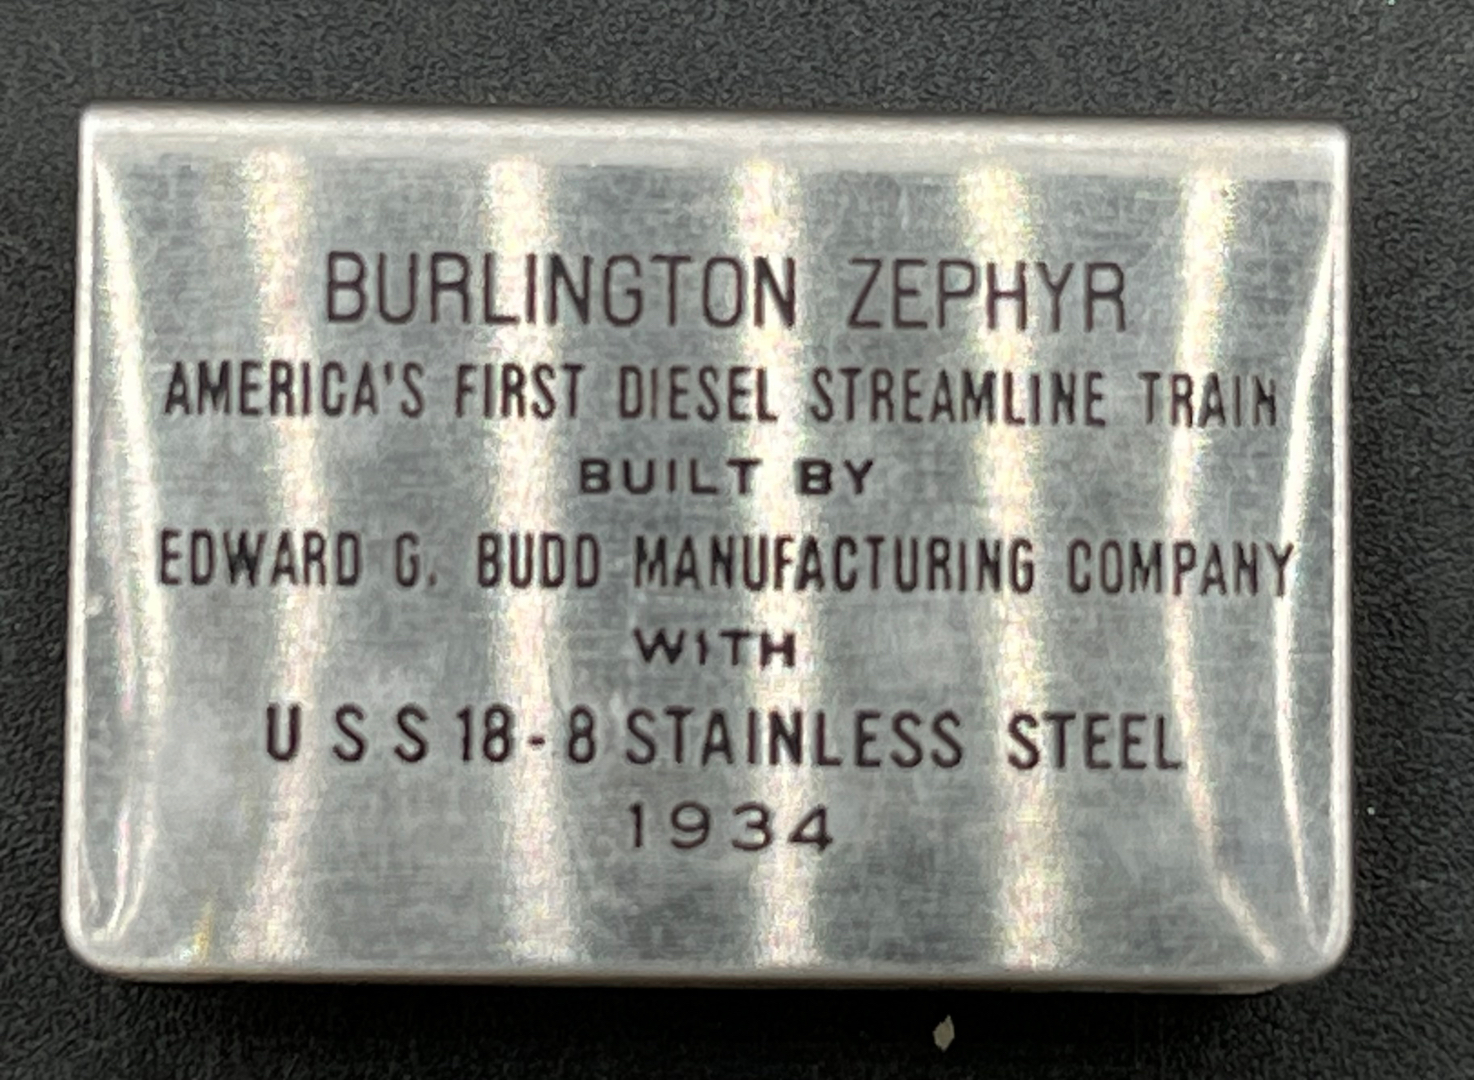 BURLINGTON ZEPHYR
AMERICA'S FIRST DIESEL STREAMLINE TRAIN
BUILT BY
EDWARD G. BUDD MANUFACTURING COMPANY
WITH
U S S 18-8 STAINLESS STEEL
1934